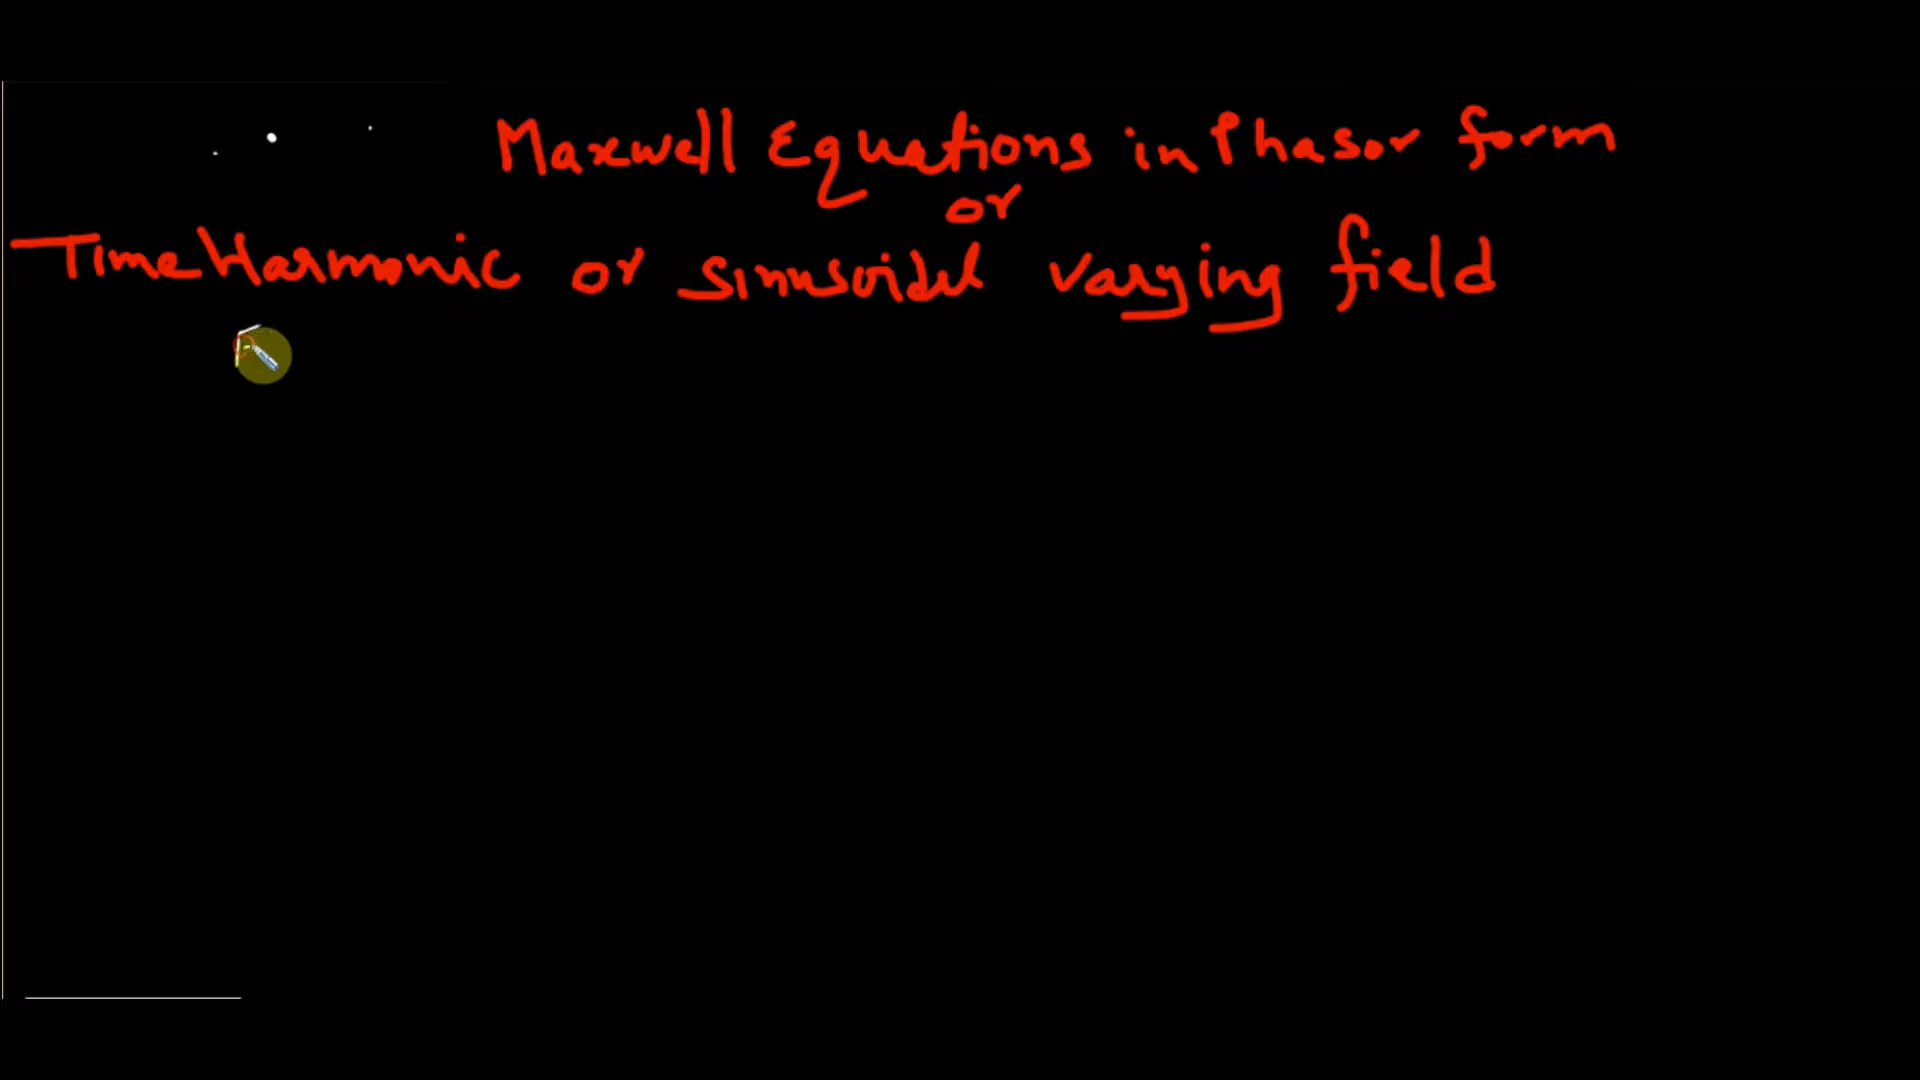 Maxwell Equations in Phasor form
or
Time Harmonic or sinusoidal varying field